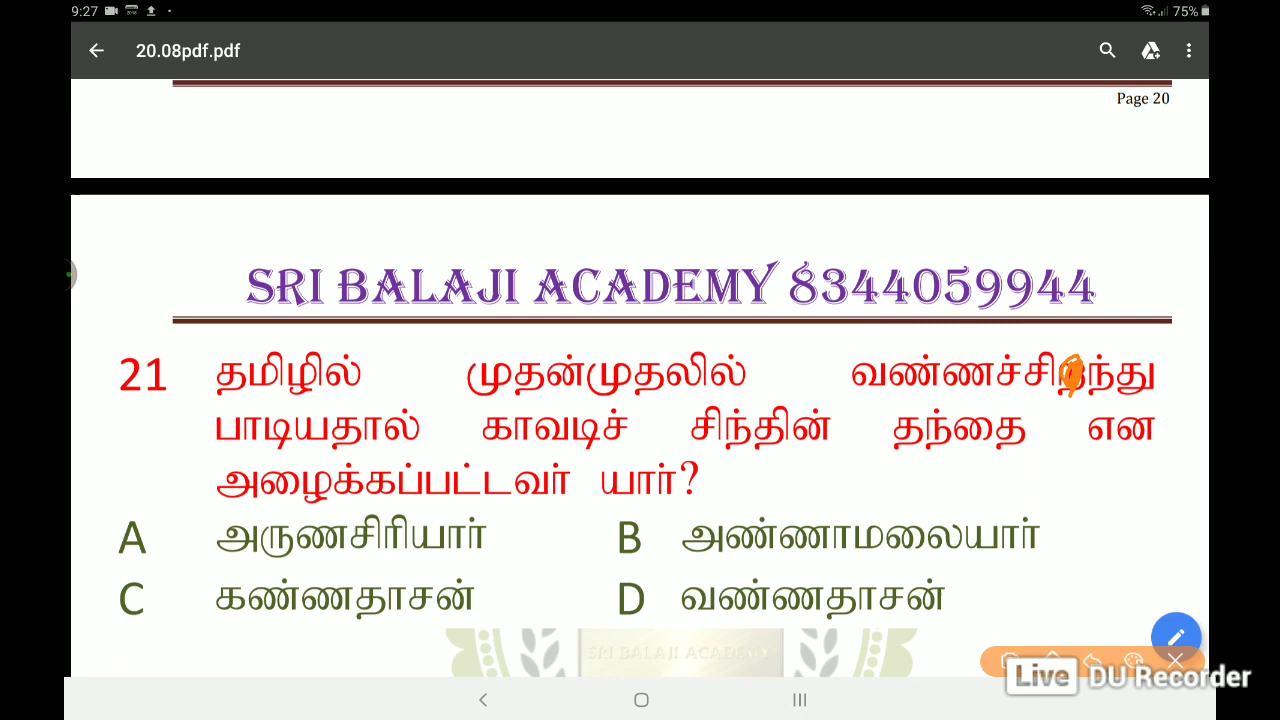 9:27 75%
20.08pdf.pdf
Page 20
SRI BALAJI ACADEMY 8344059944
21 தமிழில் முதன்முதலில் வண்ணச்சிந்து
பாடியதால் காவடிச் சிந்தின் தந்தை என
அழைக்கப்பட்டவர் யார்?
A அருணசிரியார் B அண்ணாமலையார்
C கண்ணதாசன் D வண்ணதாசன்
SRI BALAJI ACADEMY
Live DU Recorder